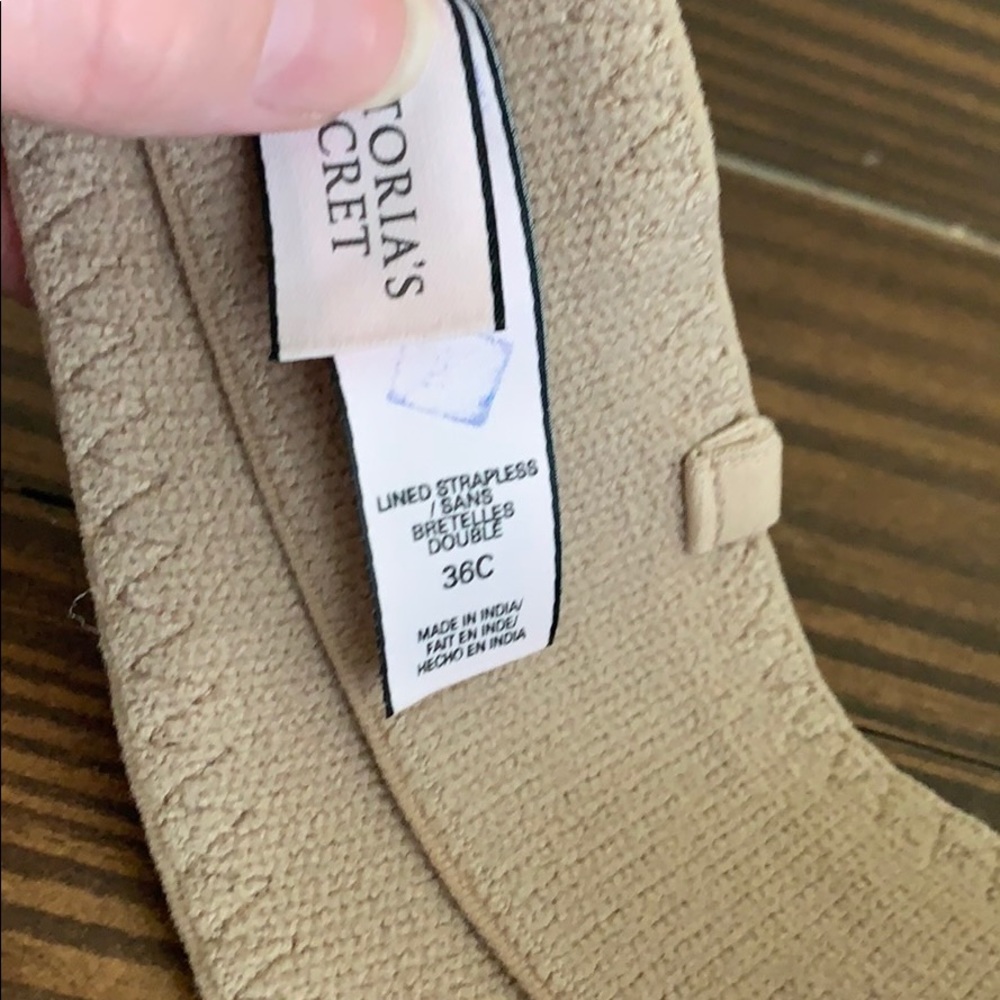 TORIA'S
CRET
LINED STRAPLESS
/ SANS
BRETELLES
DOUBLE
36C
MADE IN INDIA/
FAIT EN INDE/
HECHO EN INDIA